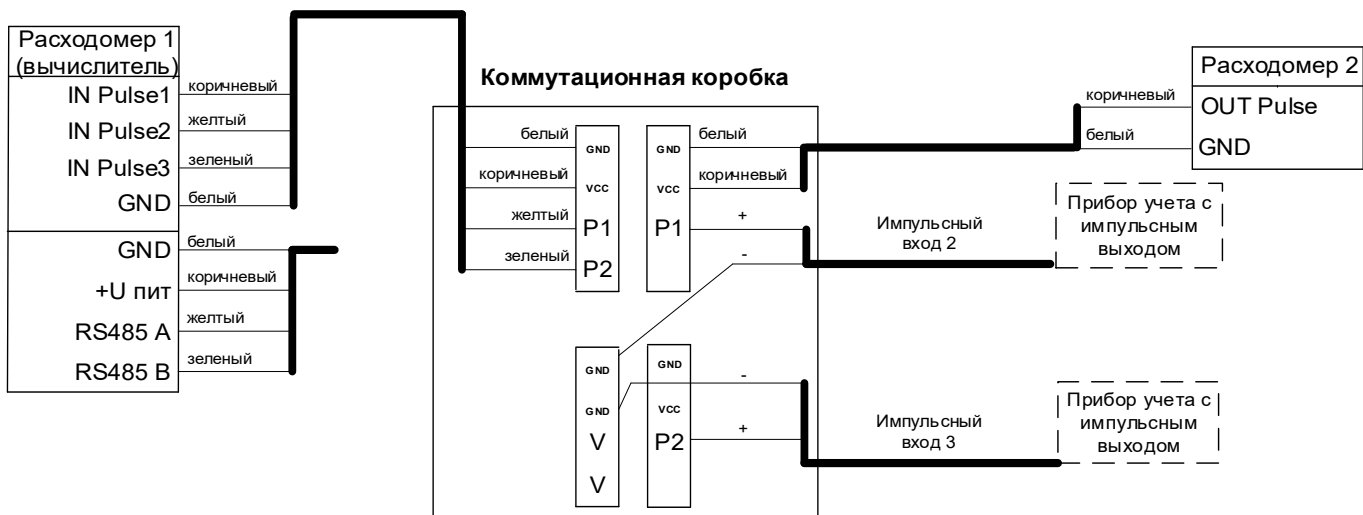 Расходомер 1
(вычислитель)
IN Pulse1
коричневый
IN Pulse2
желтый
IN Pulse3
зеленый
GND
белый
GND
белый
+U пит
коричневый
RS485 A
желтый
RS485 B
зеленый
Коммутационная коробка
белый
GND
коричневый
VCC
желтый
P1
зеленый
P2
GND
белый
VCC
коричневый
P1
+
-
GND
GND
V
V
GND
-
VCC
P2
+
Расходомер 2
коричневый
OUT Pulse
белый
GND
Импульсный
вход 2
Прибор учета с
импульсным
выходом
Импульсный
вход 3
Прибор учета с
импульсным
выходом